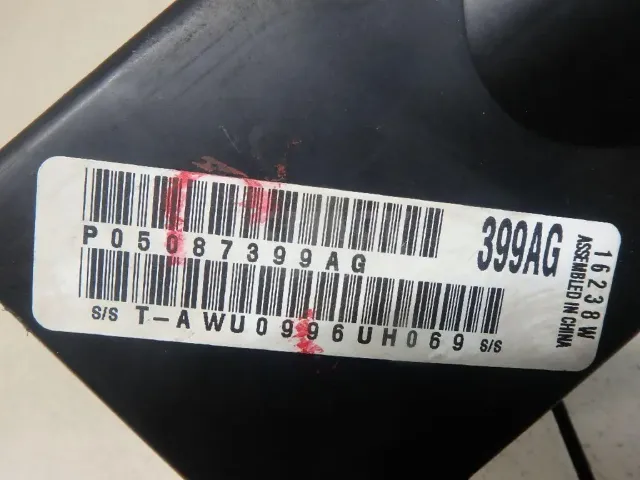 P05087399AG
399AG
S/S T-AWU0996UH069 S/S
16238W
ASSEMBLED IN CHINA